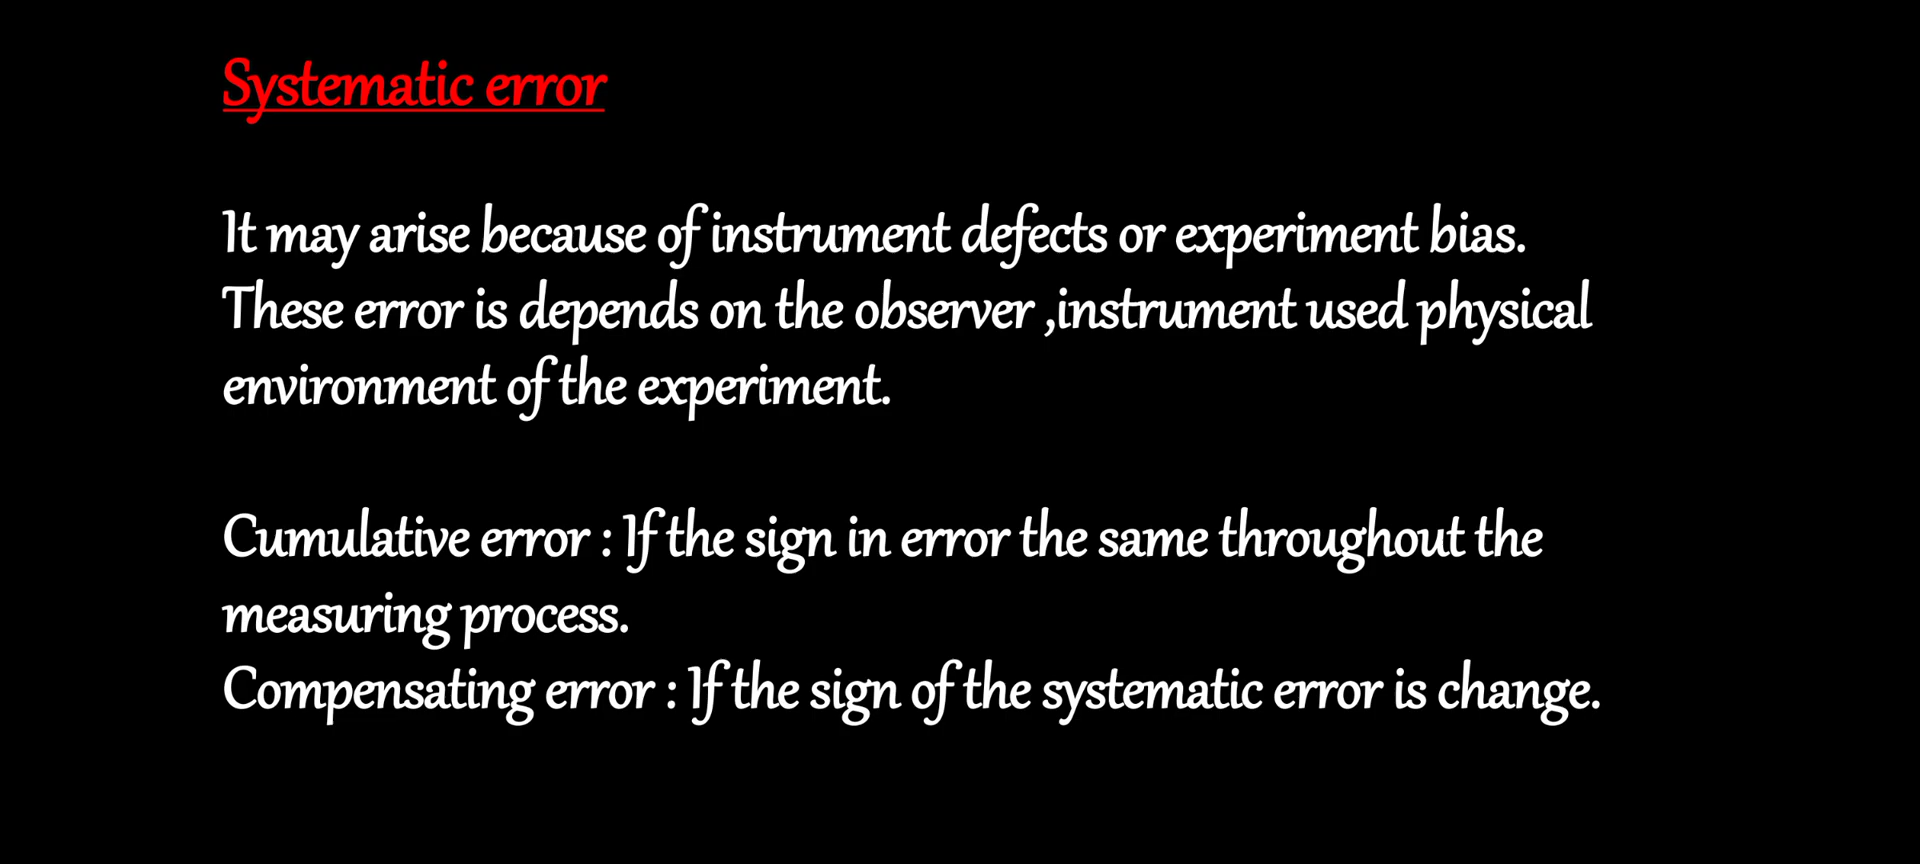 Systematic error
It may arise because of instrument defects or experiment bias.
These error is depends on the observer ,instrument used physical
environment of the experiment.
Cumulative error : If the sign in error the same throughout the
measuring process.
Compensating error : If the sign of the systematic error is change.